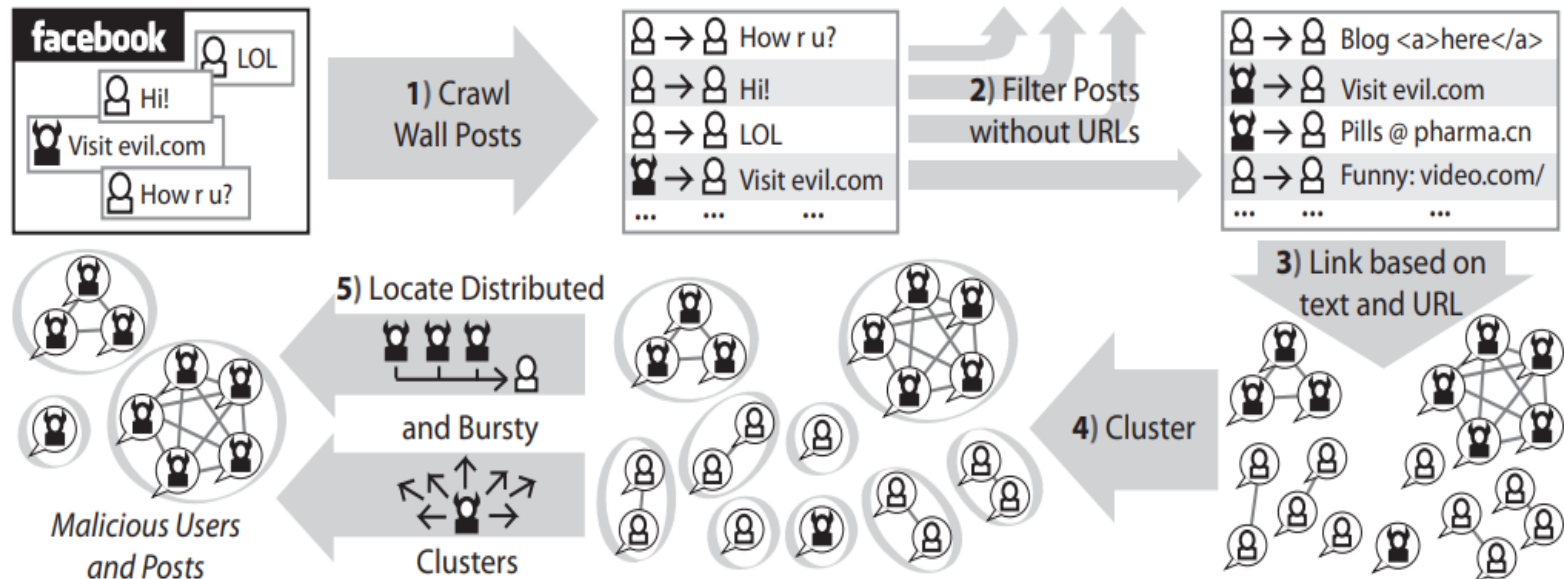 facebook
LOL
Hi!
Visit evil.com
How r u?
1) Crawl
Wall Posts
How r u?
Hi!
LOL
Visit evil.com
... ... ...
2) Filter Posts
without URLs
Blog <a>here</a>
Visit evil.com
Pills @ pharma.cn
Funny: video.com/
... ... ...
3) Link based on
text and URL
4) Cluster
5) Locate Distributed
and Bursty
Clusters
Malicious Users
and Posts